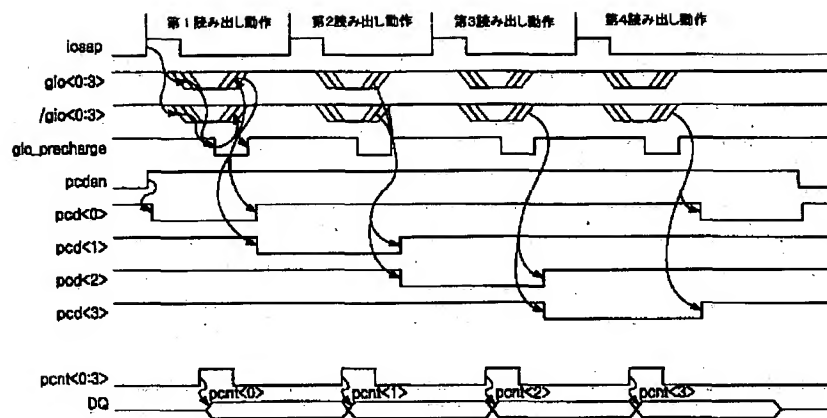 第1読み出し動作 第2読み出し動作 第3読み出し動作 第4読み出し動作
iosap
gio<0:3>
/gio<0:3>
gio_precharge
pcden
pcd<0>
pcd<1>
pcd<2>
pcd<3>
pcnt<0:3>
pcnt<0> pcnt<1> pcnt<2> pcnt<3>
DQ